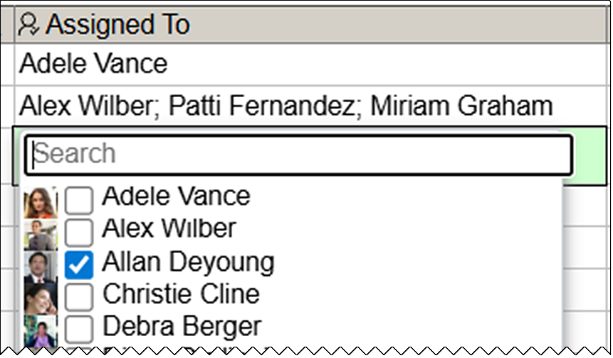 Assigned To
Adele Vance
Alex Wilber; Patti Fernandez; Miriam Graham
Search
Adele Vance
Alex Wilber
Allan Deyoung
Christie Cline
Debra Berger